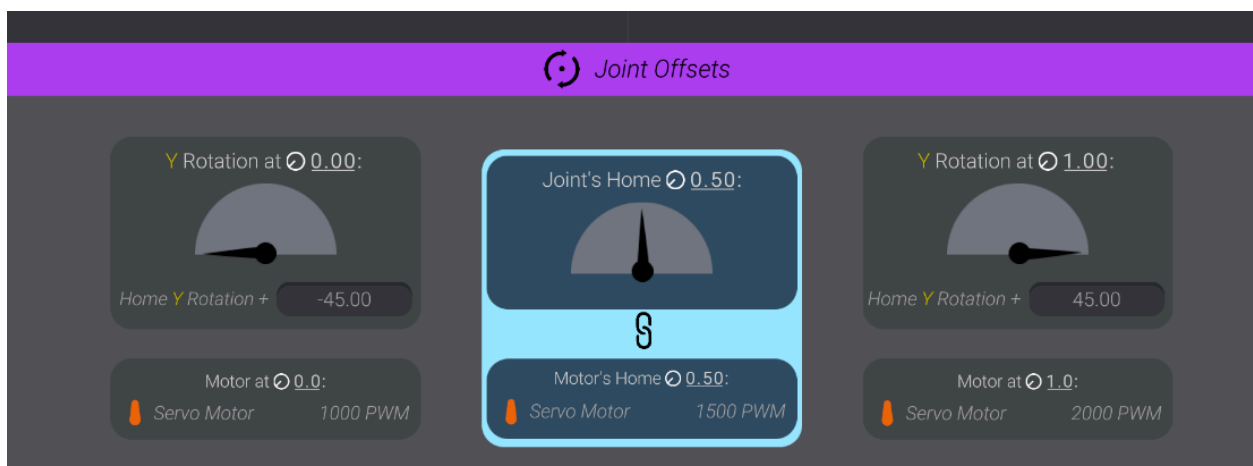 Joint Offsets
Y Rotation at 0.00:
Home Y Rotation + -45.00
Motor at 0.0:
Servo Motor 1000 PWM
Joint's Home 0.50:
Motor's Home 0.50:
Servo Motor 1500 PWM
Y Rotation at 1.00:
Home Y Rotation + 45.00
Motor at 1.0:
Servo Motor 2000 PWM